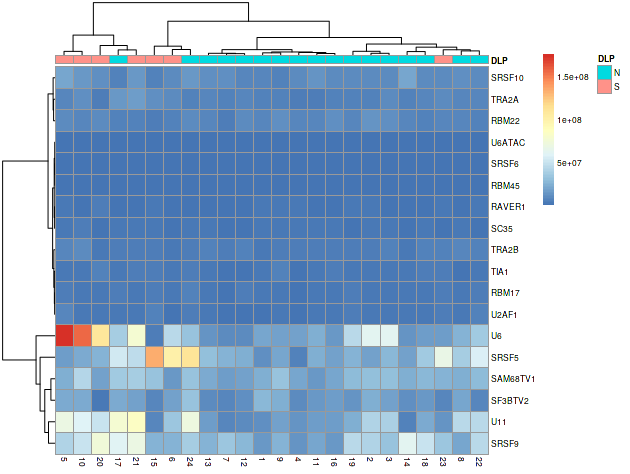 DLP
DLP
N
S
1.5e+08
1e+08
5e+07
SRSF10
TRA2A
RBM22
U6ATAC
SRSF6
RBM45
RAVER1
SC35
TRA2B
TIA1
RBM17
U2AF1
U6
SRSF5
SAM68TV1
SF3BTV2
U11
SRSF9
5 10 20 17 21 15 6 24 13 7 12 1 9 4 11 16 19 2 3 14 18 23 8 22